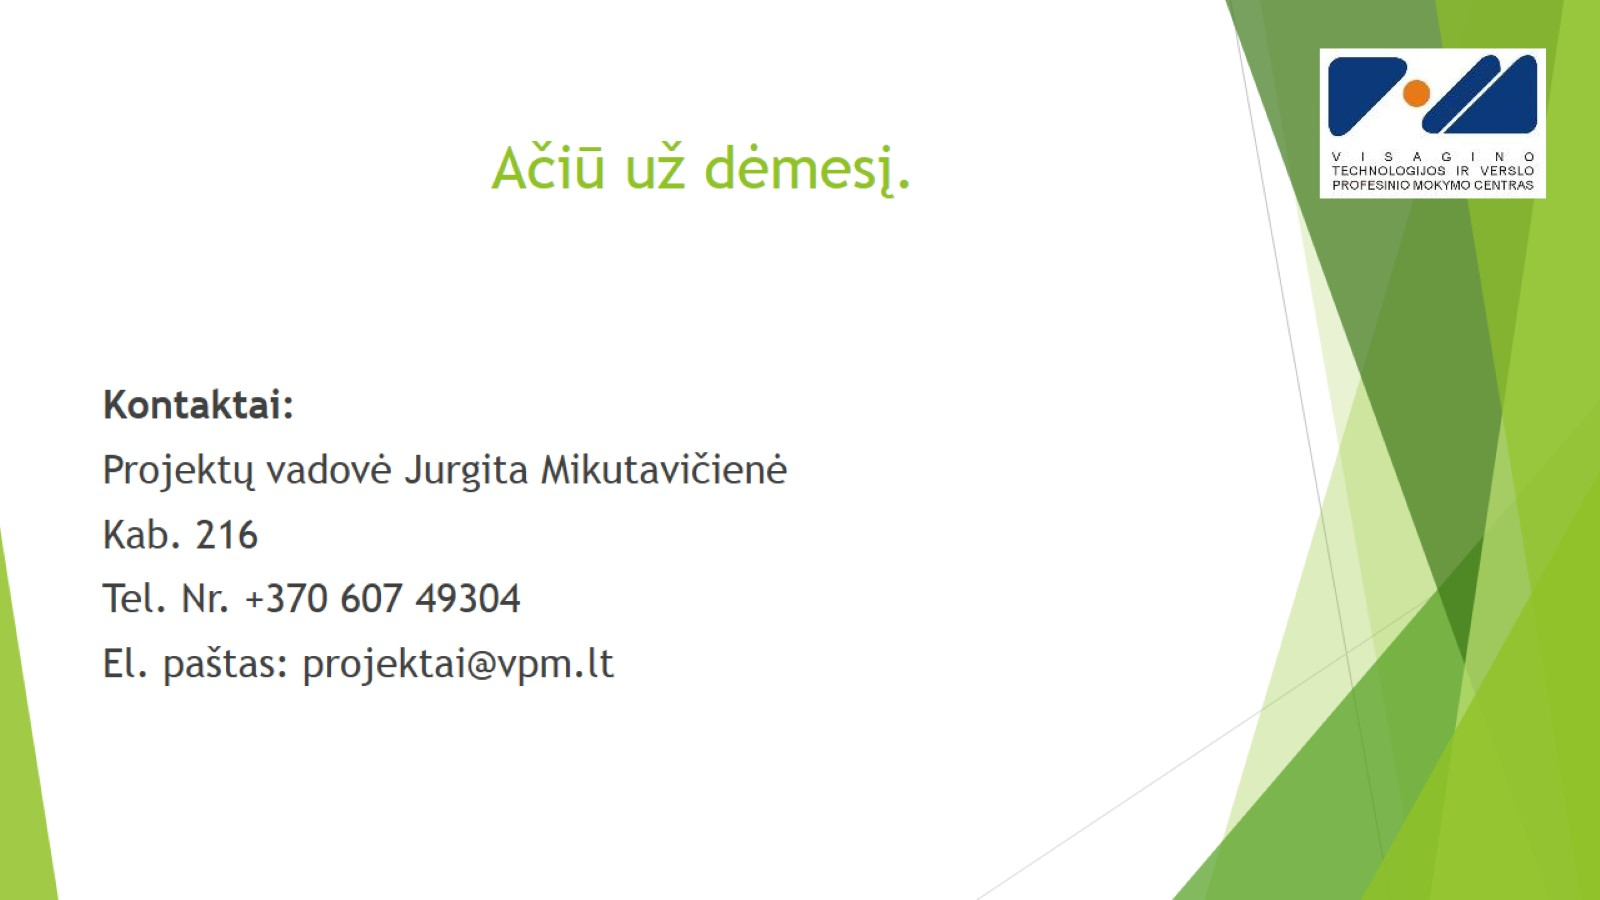 Ačiū už dėmesį.
VISAGINO
TECHNOLOGIJOS IR VERSLO
PROFESINIO MOKYMO CENTRAS
Kontaktai:
Projektų vadovė Jurgita Mikutavičienė
Kab. 216
Tel. Nr. +370 607 49304
El. paštas: projektai@vpm.lt